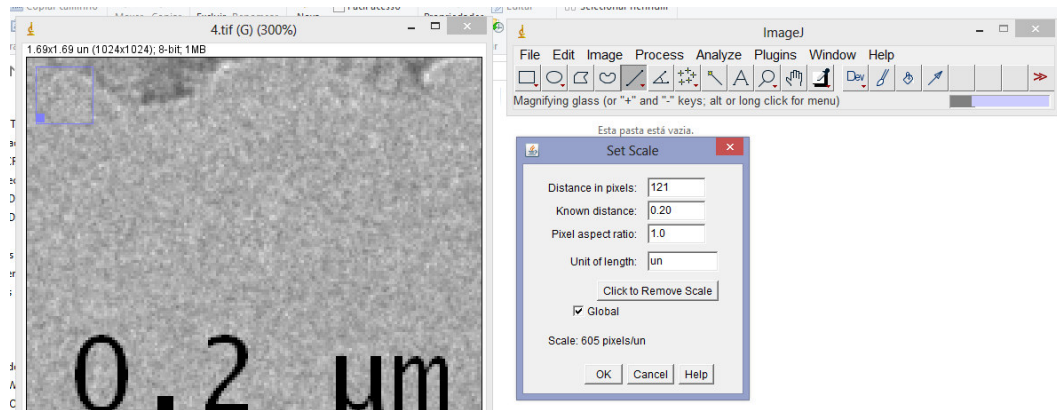 4.tif (G) (300%)
1.69x1.69 un (1024x1024); 8-bit; 1MB
0.2 µm
ImageJ
File Edit Image Process Analyze Plugins Window Help
Dev
Magnifying glass (or "+" and "-" keys; alt or long click for menu)
Esta pasta está vazia.
Set Scale
Distance in pixels: 121
Known distance: 0.20
Pixel aspect ratio: 1.0
Unit of length: un
Click to Remove Scale
Global
Scale: 605 pixels/un
OK Cancel Help